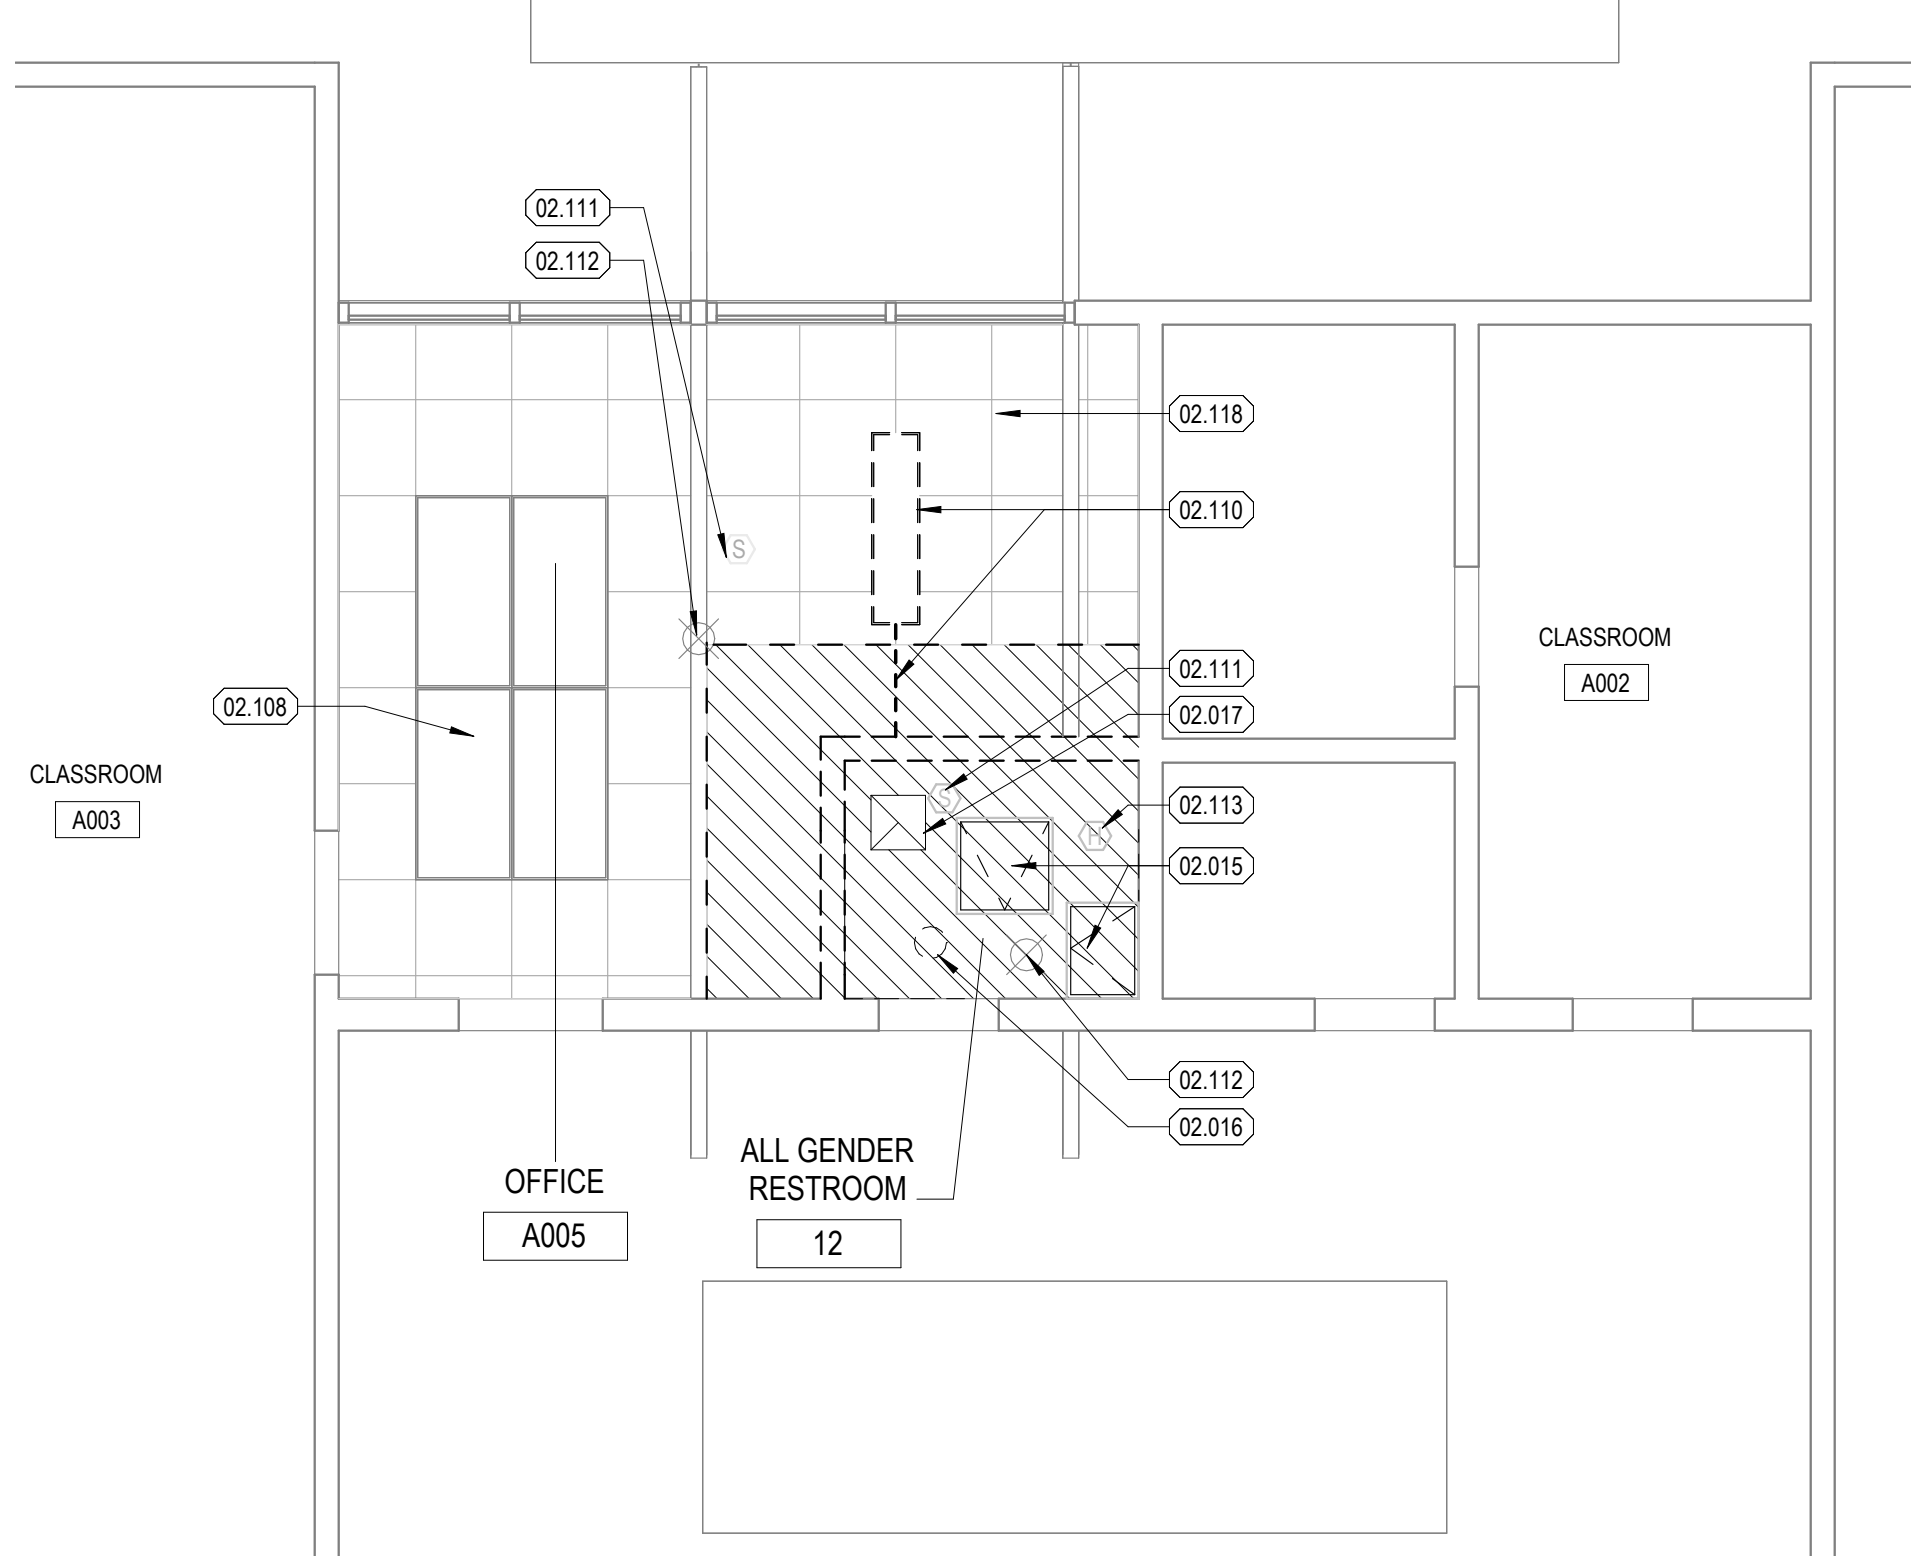 02.111
02.112
02.118
02.110
S
CLASSROOM
A002
02.111
02.108
02.017
CLASSROOM
A003
S
H
02.113
02.015
02.112
02.016
OFFICE
A005
ALL GENDER
RESTROOM
12